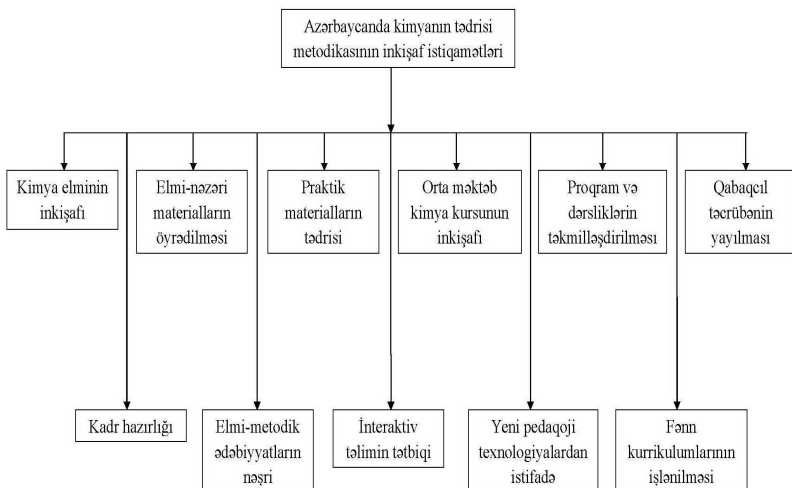 Azərbaycanda kimyanın tədrisi
metodikasının inkişaf istiqamətləri
Kimya elminin
inkişafı
Elmi-nəzəri
materialların
öyrədilməsi
Praktik
materialların
tədrisi
Orta məktəb
kimya kursunun
inkişafı
Proqram və
dərsliklərin
təkmilləşdirilməsı
Qabaqcıl
təcrübənin
yayılması
Kadr hazırlığı
Elmi-metodik
ədəbiyyatların
nəşri
İnteraktiv
təlimin tətbiqi
Yeni pedaqoji
texnologiyalardan
istifadə
Fənn
kurrikulumlarının
işlənilməsi